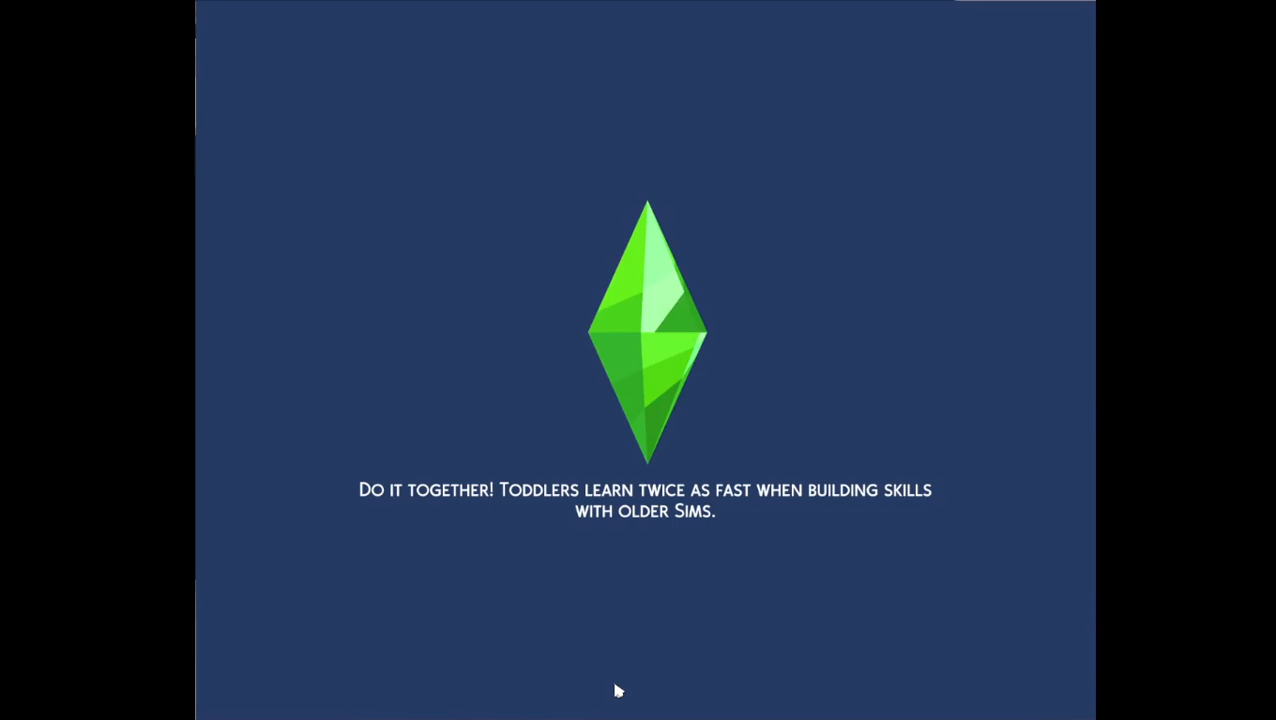 Do it together! Toddlers learn twice as fast when building skills
with older Sims.